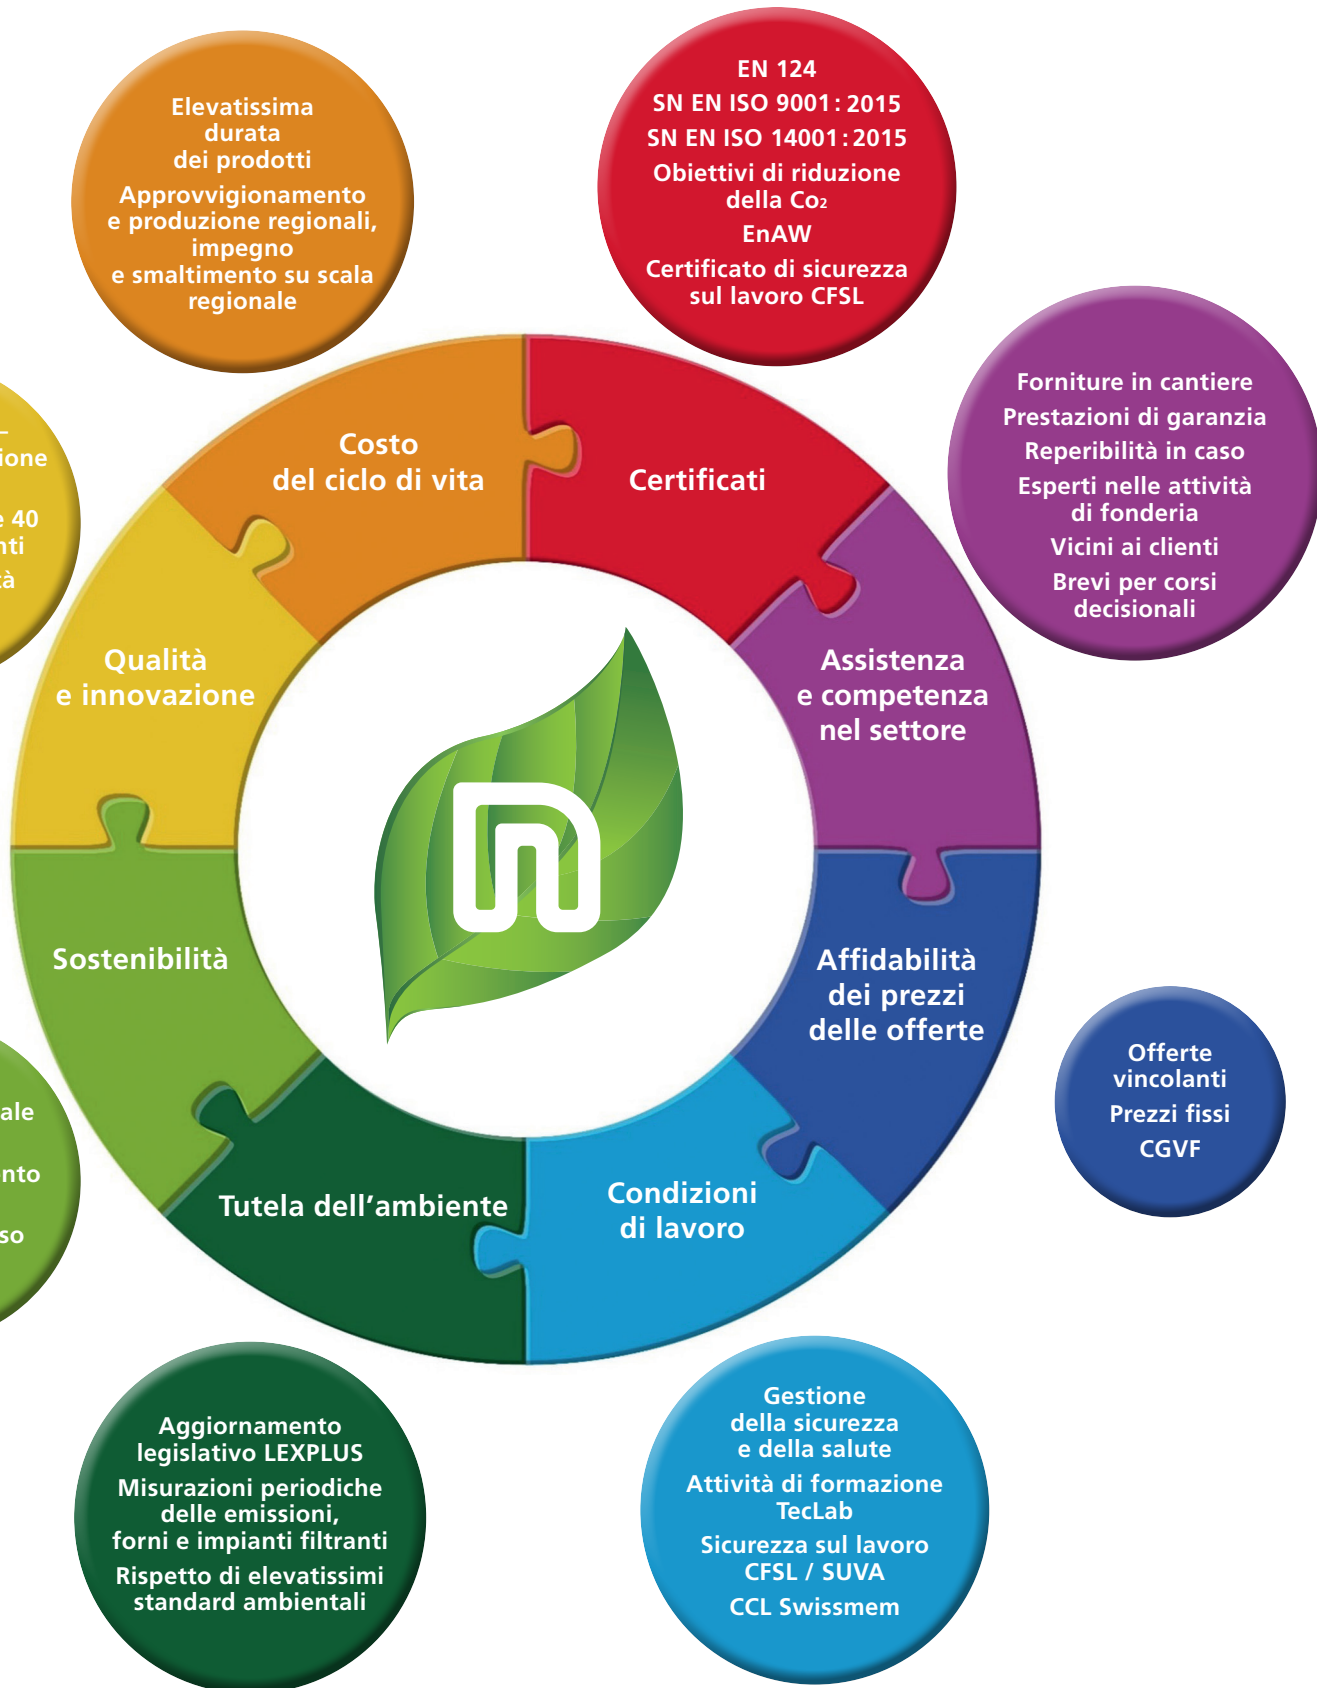 Elevatissima
durata
dei prodotti
Approvvigionamento
e produzione regionali,
impegno
e smaltimento su scala
regionale
EN 124
SN EN ISO 9001: 2015
SN EN ISO 14001: 2015
Obiettivi di riduzione
della Co₂
EnAW
Certificato di sicurezza
sul lavoro CFSL
Forniture in cantiere
Prestazioni di garanzia
Reperibilità in caso
Esperti nelle attività
di fonderia
Vicini ai clienti
Brevi per corsi
decisionali
e 40
Costo
del ciclo di vita
Certificati
Qualità
e innovazione
Assistenza
e competenza
nel settore
Sostenibilità
Affidabilità
dei prezzi
delle offerte
Tutela dell’ambiente
Condizioni
di lavoro
Offerte
vincolanti
Prezzi fissi
CGVF
Aggiornamento
legislativo LEXPLUS
Misurazioni periodiche
delle emissioni,
forni e impianti filtranti
Rispetto di elevatissimi
standard ambientali
Gestione
della sicurezza
e della salute
Attività di formazione
TecLab
Sicurezza sul lavoro
CFSL / SUVA
CCL Swissmem